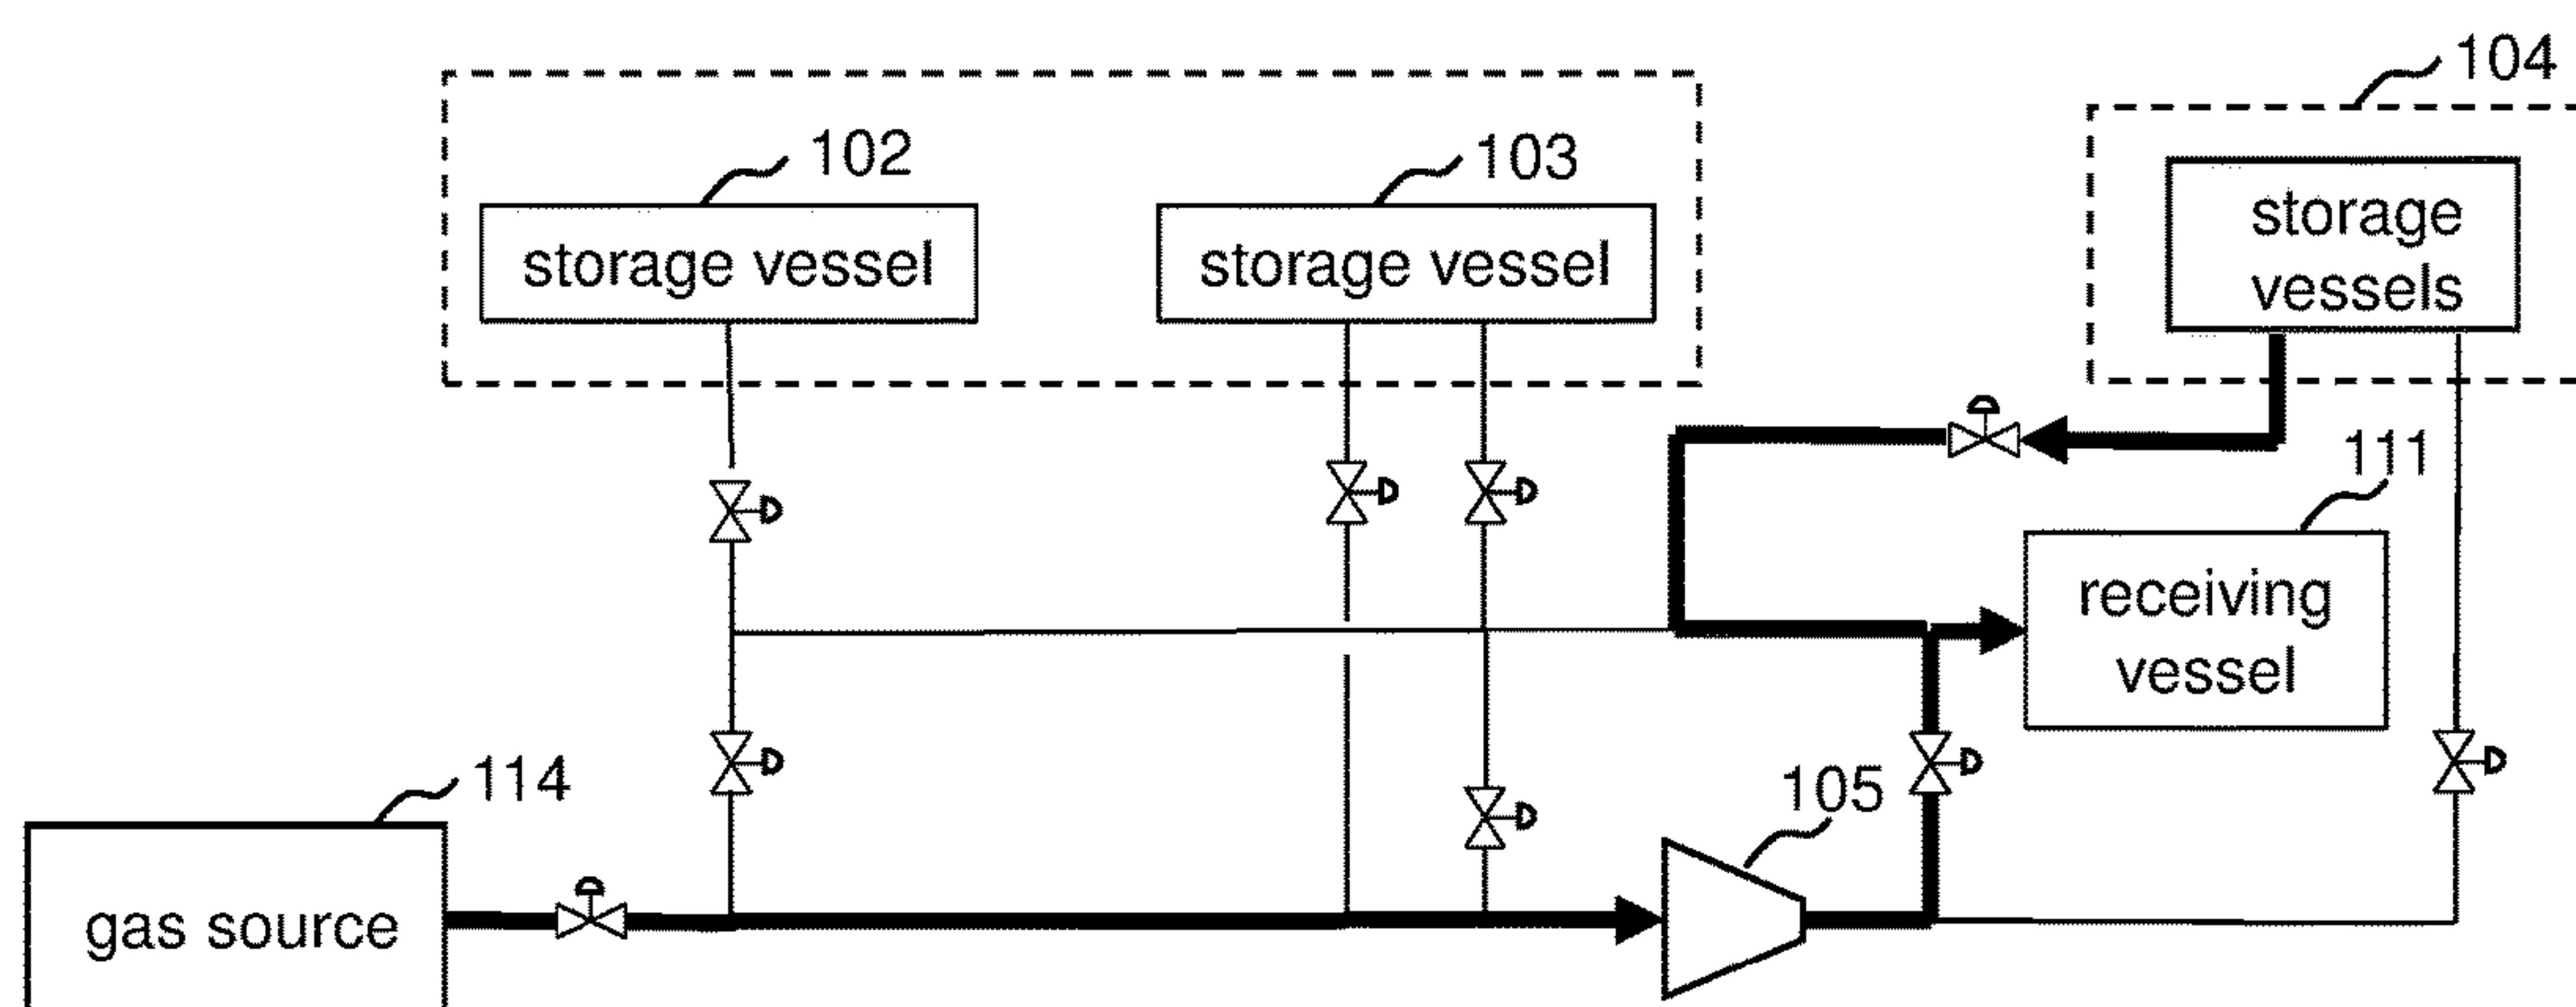 104
102
103
storage vessel
storage vessel
storage
vessels
111
receiving
vessel
114
105
gas source